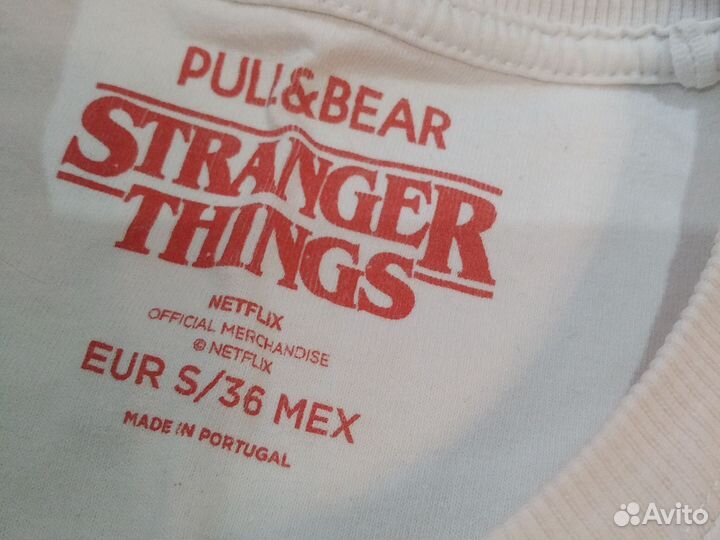 PULL&BEAR
STRANGER
THINGS
NETFLIX
OFFICIAL MERCHANDISE
© NETFLIX
EUR S/36 MEX
MADE IN PORTUGAL
Avito